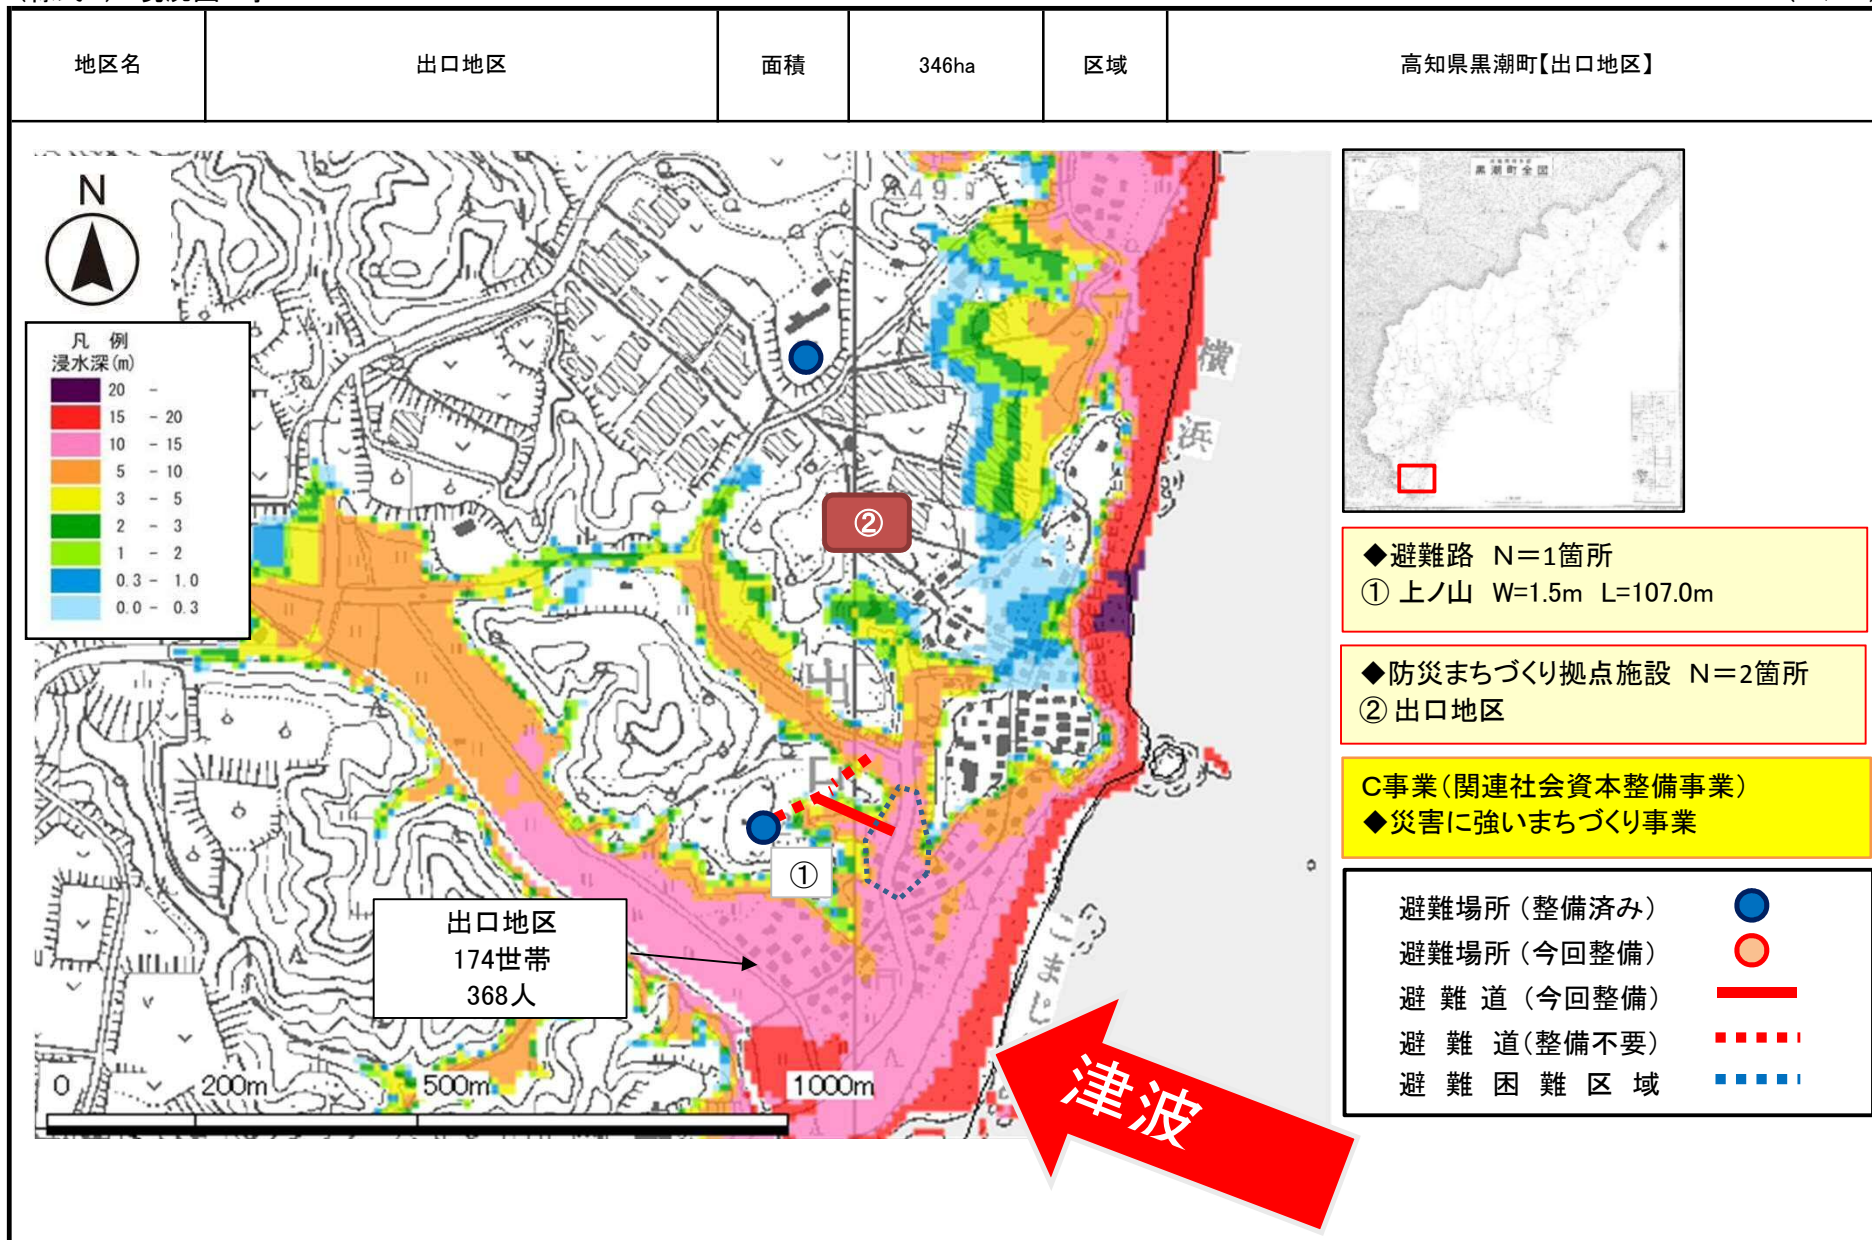 地区名 出口地区 面積 346ha 区域 高知県黒潮町【出口地区】
N
凡 例
浸水深(m)
20 -
15 - 20
10 - 15
5 - 10
3 - 5
2 - 3
1 - 2
0.3 - 1.0
0.0 - 0.3
横
浜
②
出
口
①
出口地区
174世帯
368人
0 200m 500m 1000m
津波
黒潮町全図
◆避難路 N=1箇所
① 上ノ山 W=1.5m L=107.0m
◆防災まちづくり拠点施設 N=2箇所
② 出口地区
C事業(関連社会資本整備事業)
◆災害に強いまちづくり事業
避難場所(整備済み)
避難場所(今回整備)
避 難 道 (今回整備)
避 難 道(整備不要)
避 難 困 難 区 域